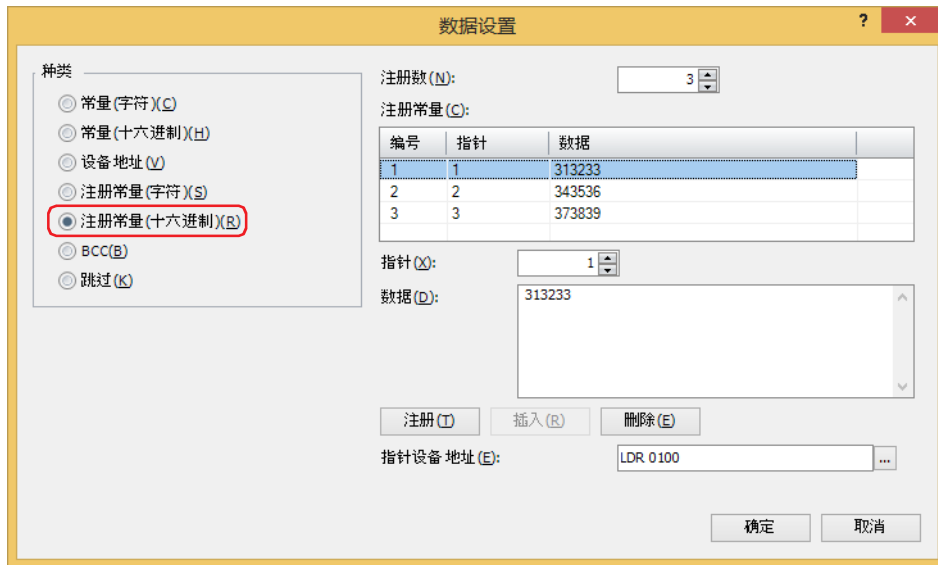 数据设置
?
×
种类
常量(字符)(C)
常量(十六进制)(H)
设备地址(V)
注册常量(字符)(S)
注册常量(十六进制)(R)
BCC(B)
跳过(K)
注册数(N):
3
注册常量(C):
编号 指针 数据
1 1 313233
2 2 343536
3 3 373839
指针(X):
1
数据(D):
313233
注册(T) 插入(R) 删除(E)
指针设备地址(E):
LDR 0100
...
确定 取消